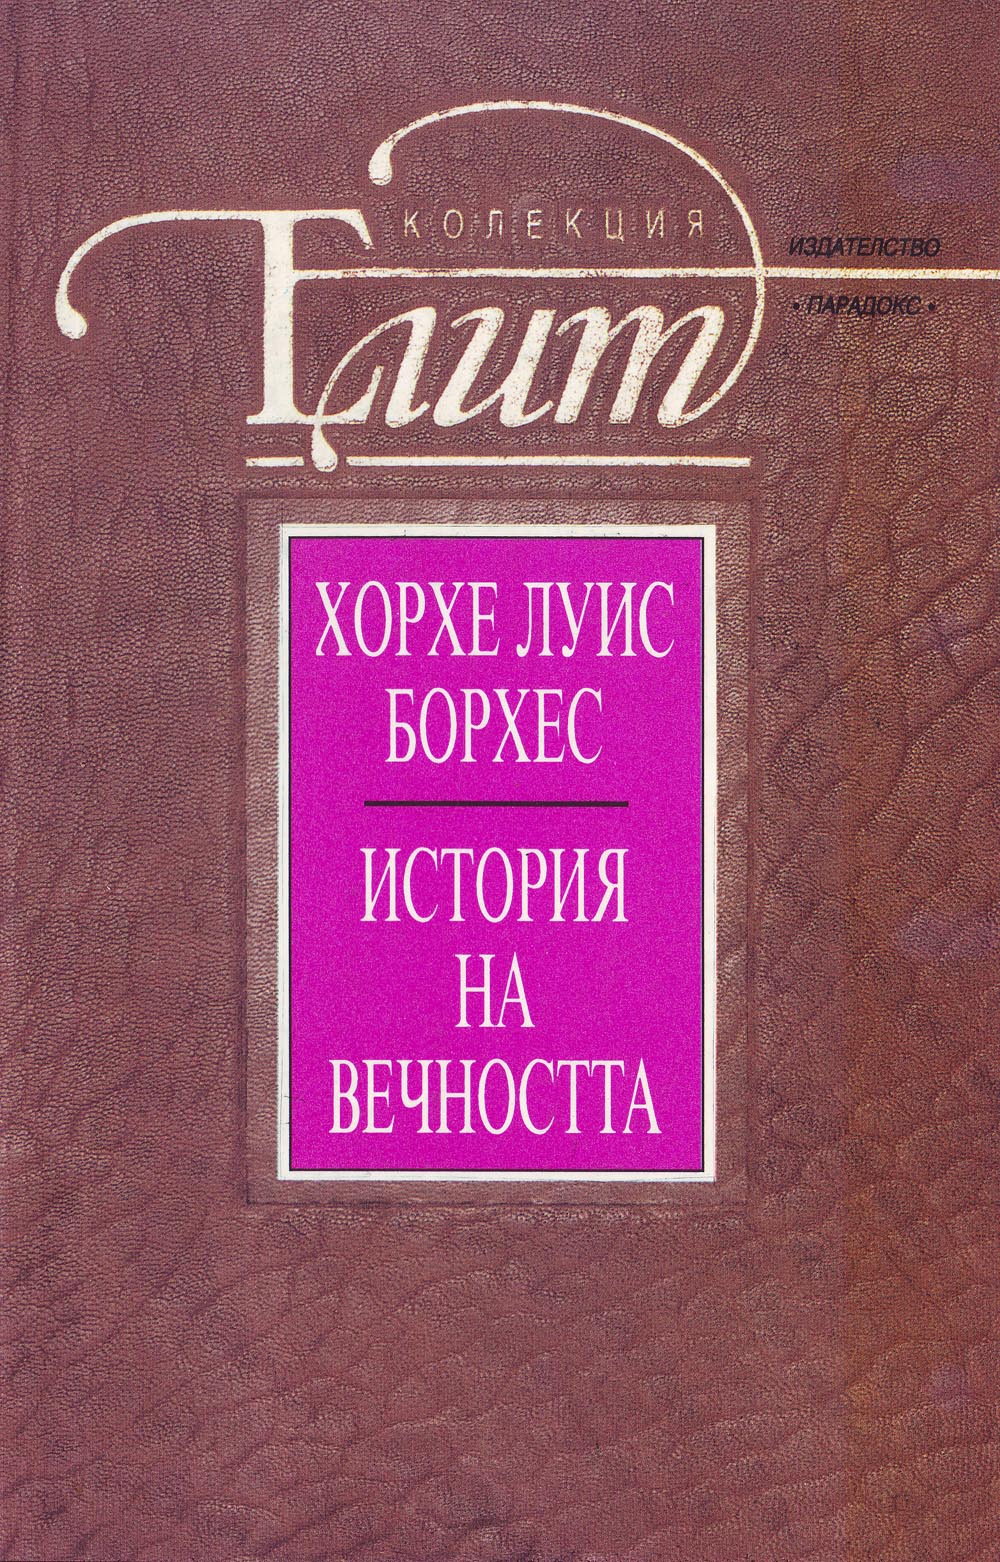 КОЛЕКЦИЯ
Елит
ИЗДАТЕЛСТВО
• ПАРАДОКС •
ХОРХЕ ЛУИС
БОРХЕС
ИСТОРИЯ
НА
ВЕЧНОСТТА